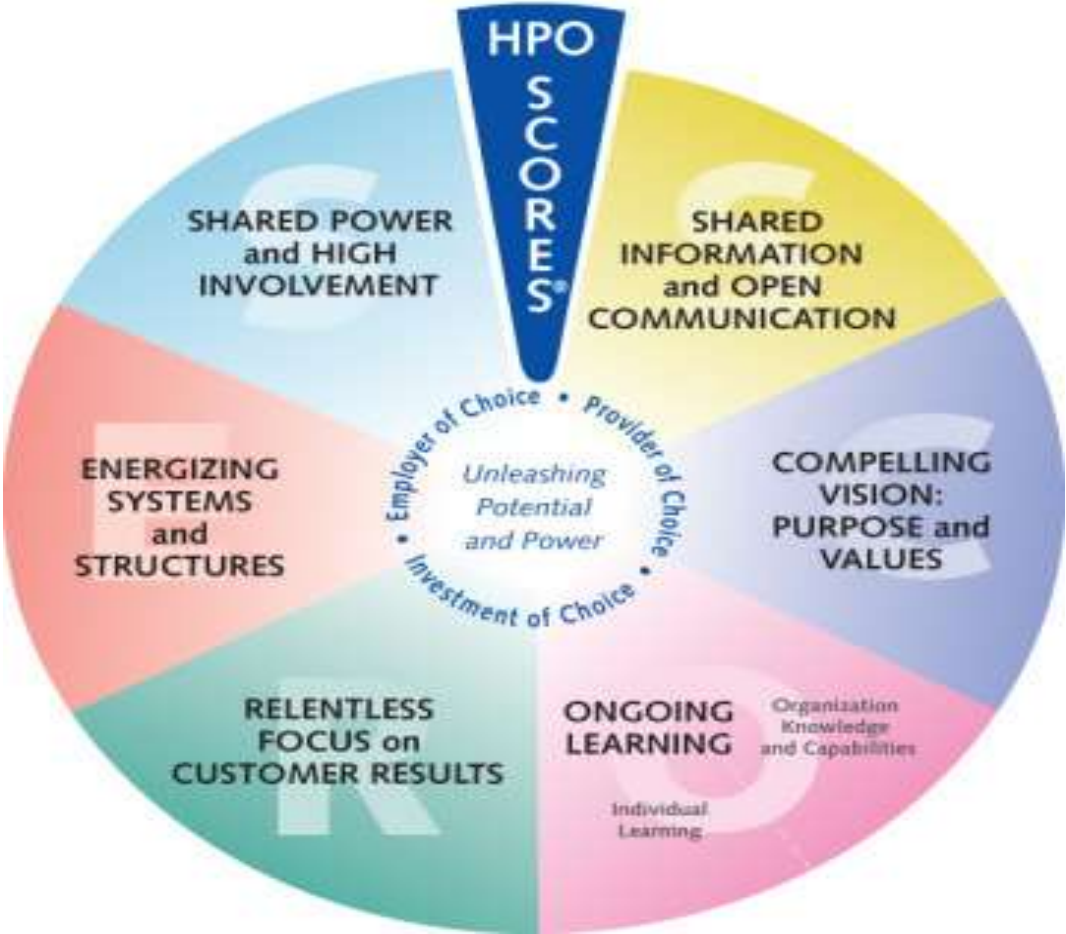 HPO
SCORES®
S
SHARED
INFORMATION
and OPEN
COMMUNICATION
C
COMPELLING
VISION:
PURPOSE and
VALUES
O
ONGOING
LEARNING
Organization
Knowledge
and Capabilities
Individual
Learning
R
RELENTLESS
FOCUS on
CUSTOMER RESULTS
E
ENERGIZING
SYSTEMS
and
STRUCTURES
S
SHARED POWER
and HIGH
INVOLVEMENT
• Employer of Choice • Provider of Choice • Investment of Choice
Unleashing
Potential
and Power